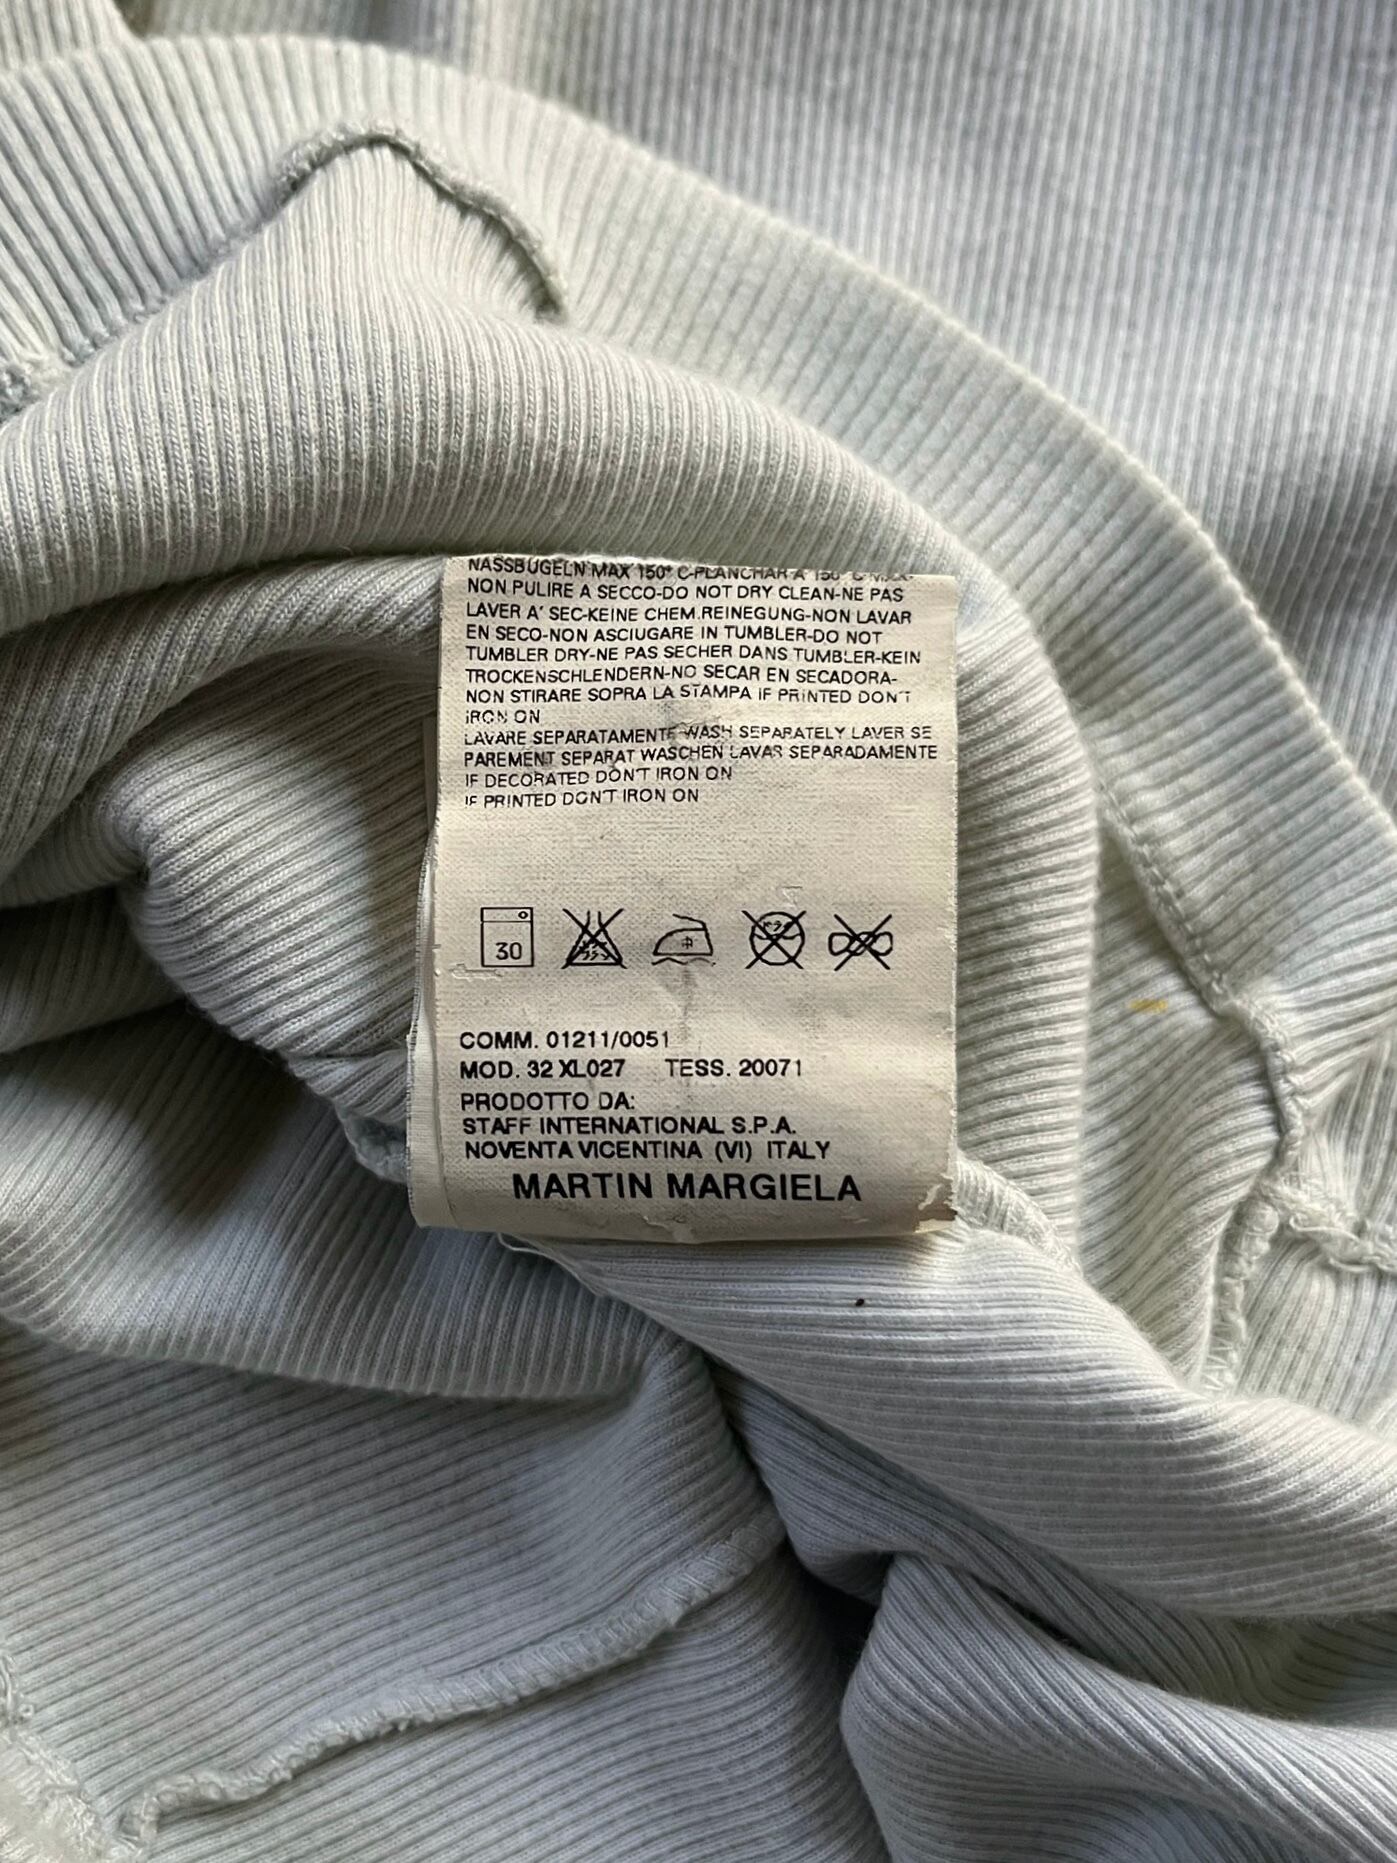 NASSBÜGELN MAX 150° C-PLANCHAR A 150° C MAX-
NON PULIRE A SECCO-DO NOT DRY CLEAN-NE PAS
LAVER A' SEC-KEINE CHEM.REINEGUNG-NON LAVAR
EN SECO-NON ASCIUGARE IN TUMBLER-DO NOT
TUMBLER DRY-NE PAS SECHER DANS TUMBLER-KEIN
TROCKENSCHLENDERN-NO SECAR EN SECADORA-
NON STIRARE SOPRA LA STAMPA IF PRINTED DON'T
IRON ON
LAVARE SEPARATAMENTE-WASH SEPARATELY LAVER SE
PAREMENT SEPARAT WASCHEN LAVAR SEPARADAMENTE
IF DECORATED DON'T IRON ON
IF PRINTED DON'T IRON ON
30
COMM. 01211/0051
MOD. 32 XL027 TESS. 20071
PRODOTTO DA:
STAFF INTERNATIONAL S.P.A.
NOVENTA VICENTINA (VI) ITALY
MARTIN MARGIELA